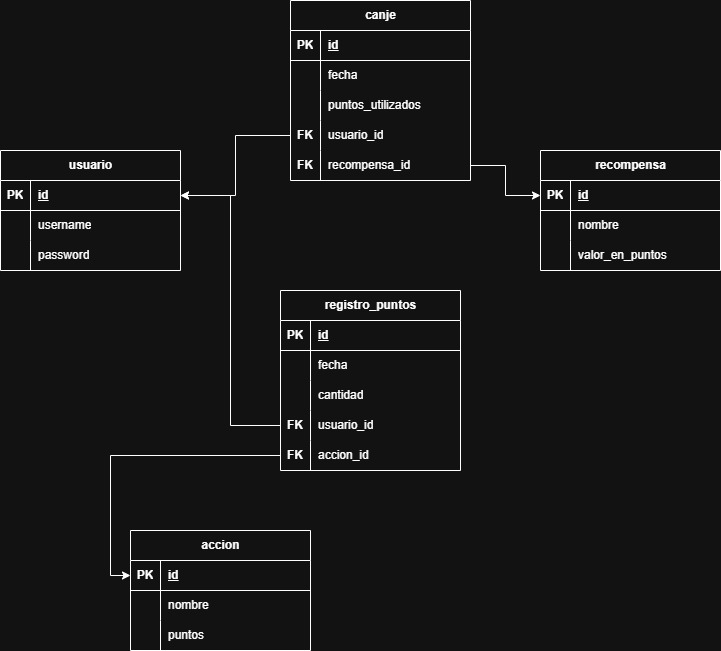 canje
PK id
fecha
puntos_utilizados
FK usuario_id
FK recompensa_id
usuario
PK id
username
password
recompensa
PK id
nombre
valor_en_puntos
registro_puntos
PK id
fecha
cantidad
FK usuario_id
FK accion_id
accion
PK id
nombre
puntos